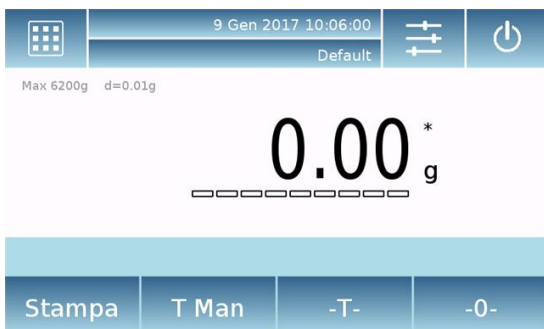 9 Gen 2017 10:06:00
Default
Max 6200g d=0.01g
0.00 *
g
Stampa T Man -T- -0-